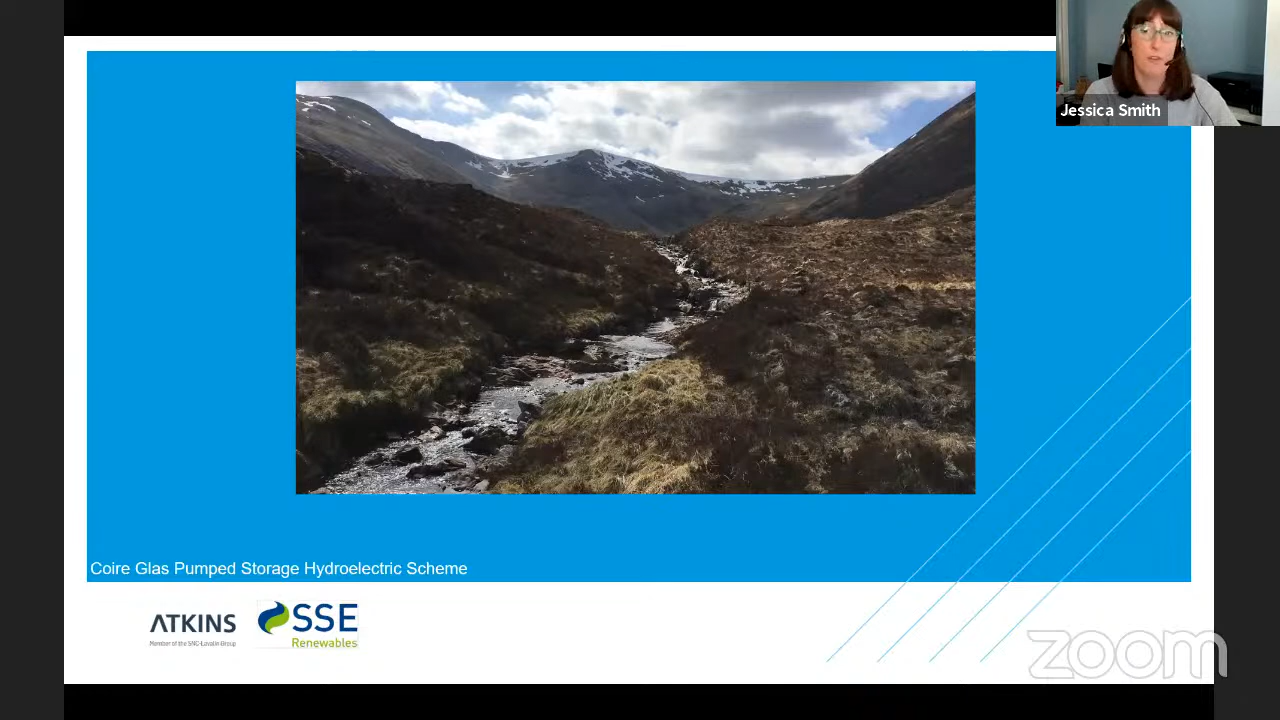 Jessica Smith
Coire Glas Pumped Storage Hydroelectric Scheme
ATKINS
Member of the SNC-Lavalin Group
SSE
Renewables
zoom